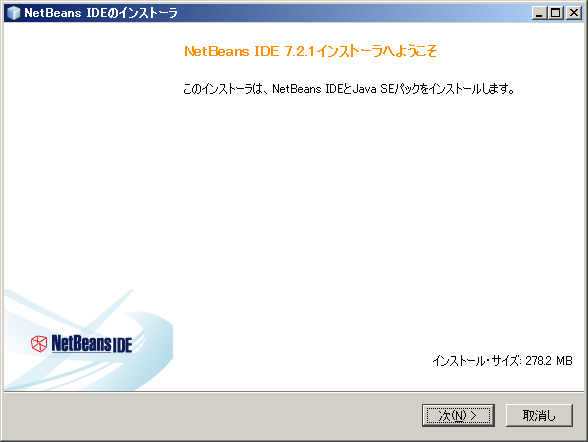 NetBeans IDEのインストーラ
NetBeans IDE 7.2.1インストーラへようこそ
このインストーラは、NetBeans IDEとJava SEパックをインストールします。
NetBeans IDE
インストール・サイズ: 278.2 MB
次(N) >
取消し